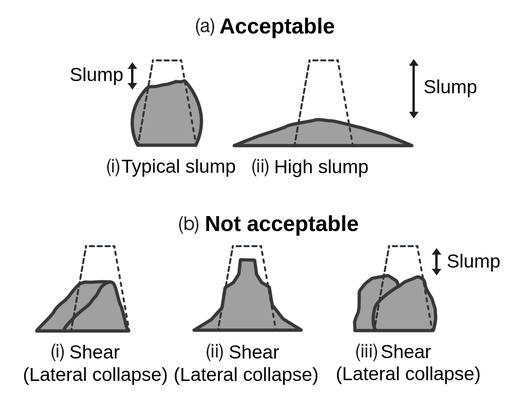 (a) Acceptable
Slump
Slump
(i) Typical slump (ii) High slump
(b) Not acceptable
Slump
(i) Shear (ii) Shear (iii) Shear
(Lateral collapse) (Lateral collapse) (Lateral collapse)